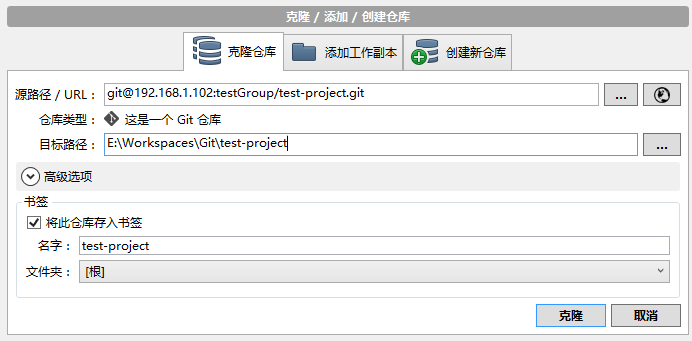 克隆 / 添加 / 创建仓库
克隆仓库 添加工作副本 创建新仓库
源路径 / URL： git@192.168.1.102:testGroup/test-project.git ...
仓库类型： 这是一个 Git 仓库
目标路径： E:\Workspaces\Git\test-project ...
高级选项
书签
将此仓库存入书签
名字： test-project
文件夹： [根]
克隆 取消